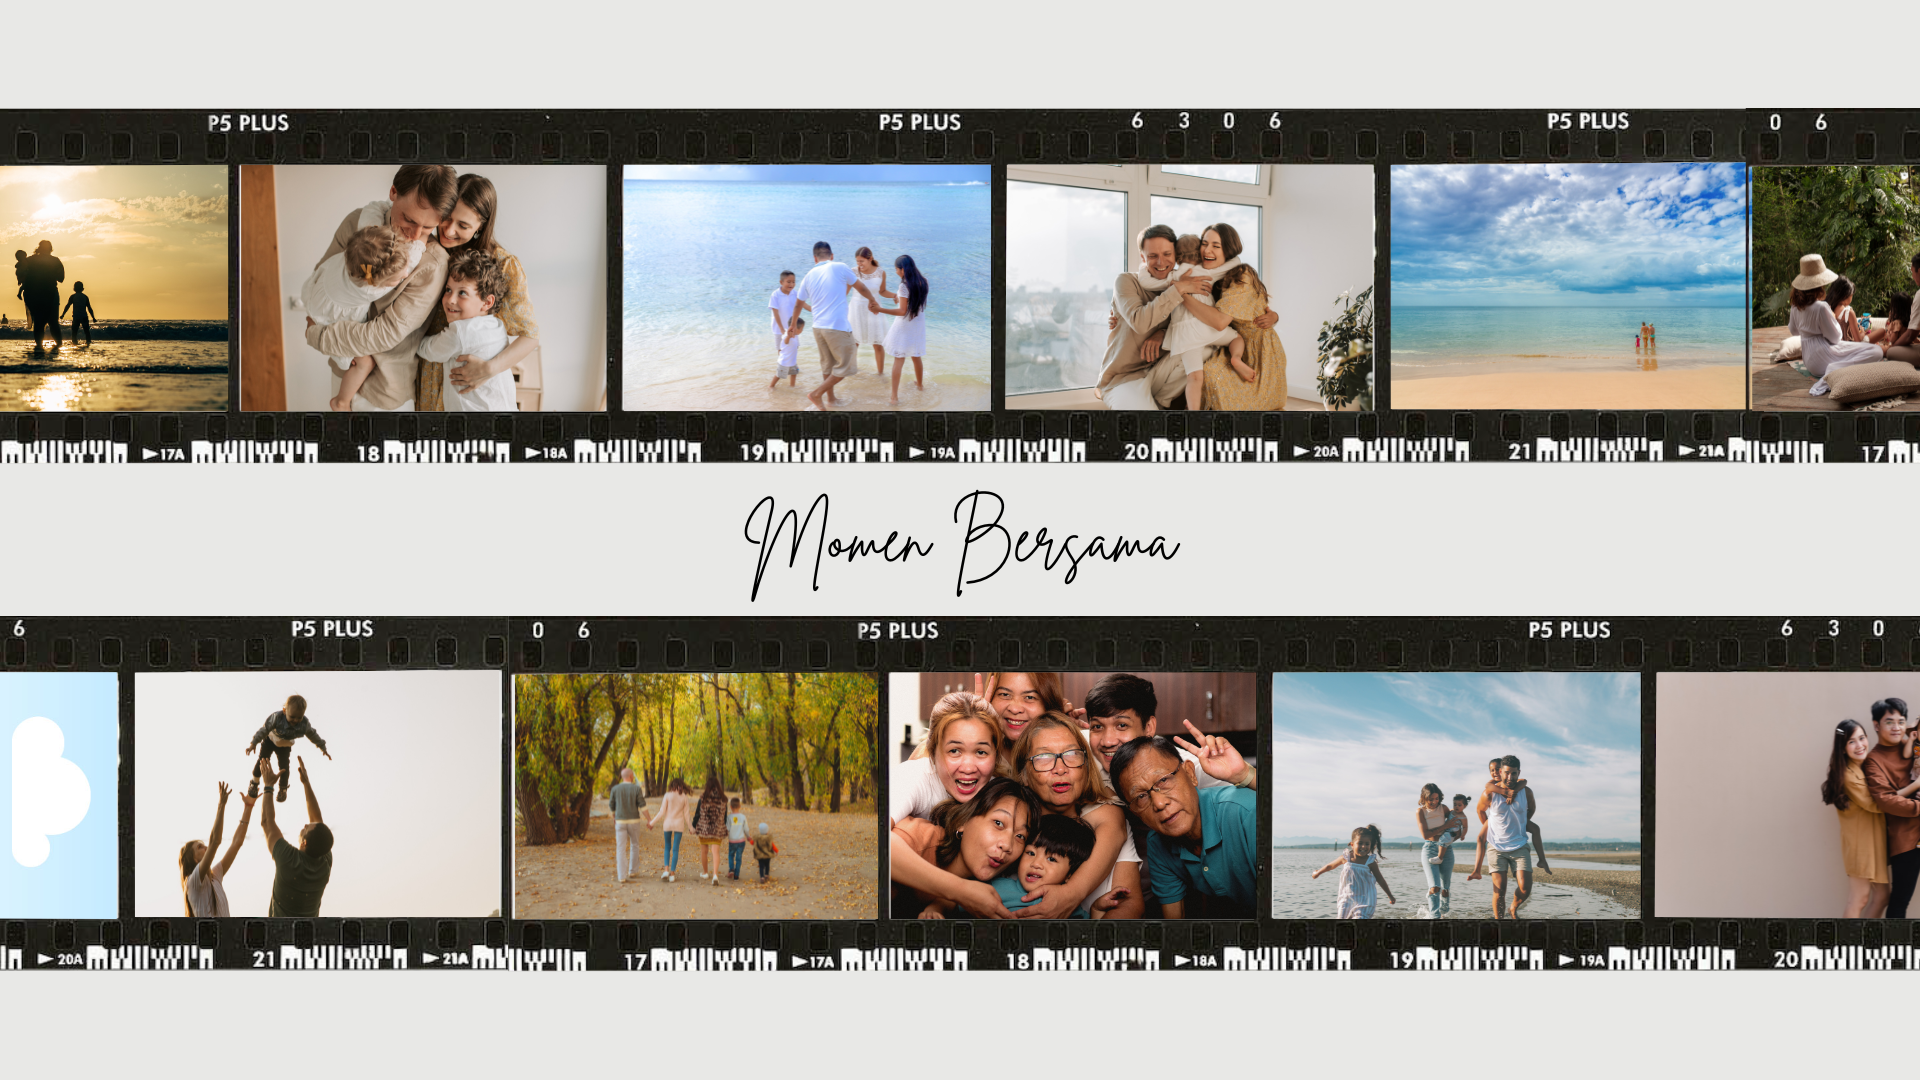 P5 PLUS P5 PLUS 6 3 0 6 P5 PLUS 0 6
17A 18 18A 19 19A 20 20A 21 21A 17
Momen Bersama
6 P5 PLUS 0 6 P5 PLUS P5 PLUS 6 3 0
20A 21 21A 17 17A 18 18A 19 19A 20